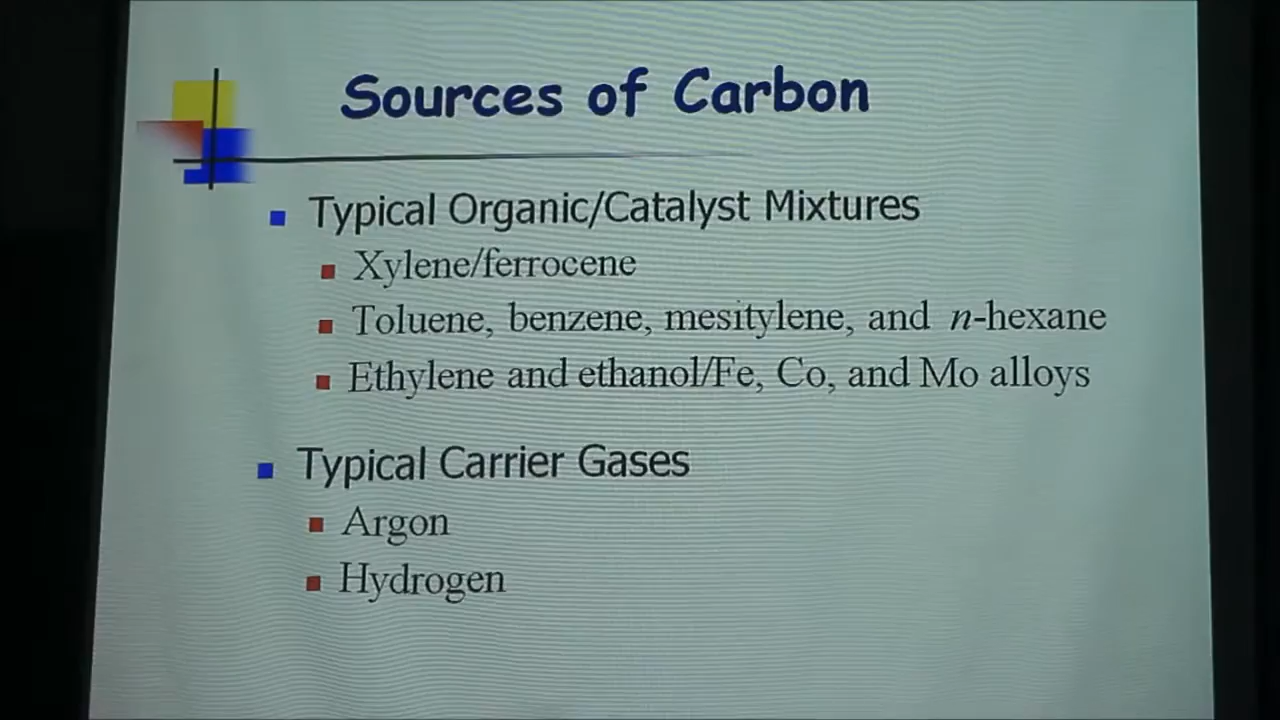 Sources of Carbon
Typical Organic/Catalyst Mixtures
Xylene/ferrocene
Toluene, benzene, mesitylene, and n-hexane
Ethylene and ethanol/Fe, Co, and Mo alloys
Typical Carrier Gases
Argon
Hydrogen